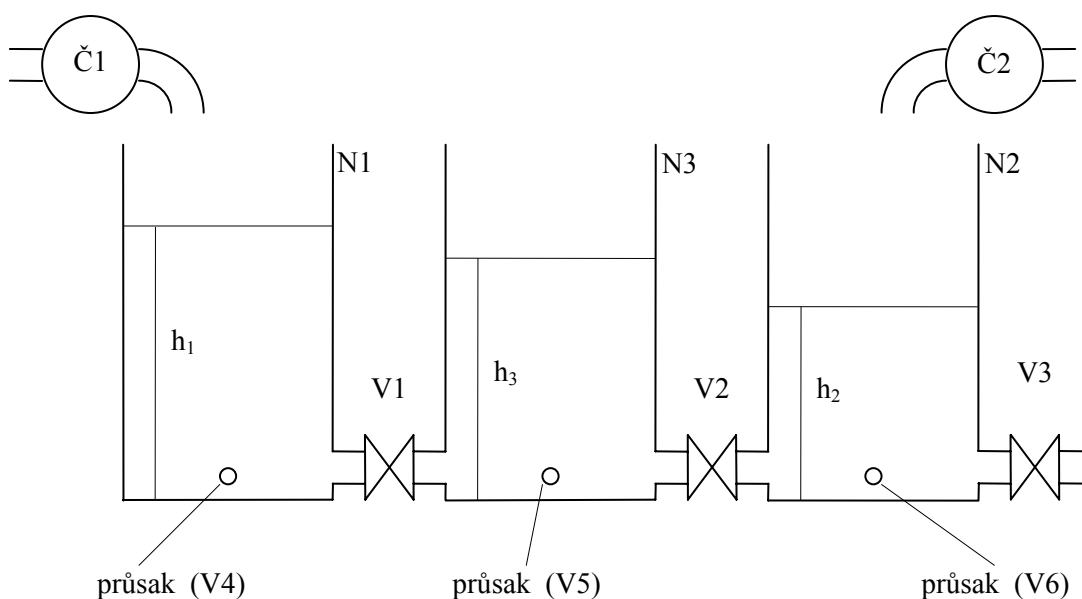 Č1
Č2
N1
N3
N2
h₁
h₃
h₂
V1
V2
V3
průsak (V4)
průsak (V5)
průsak (V6)